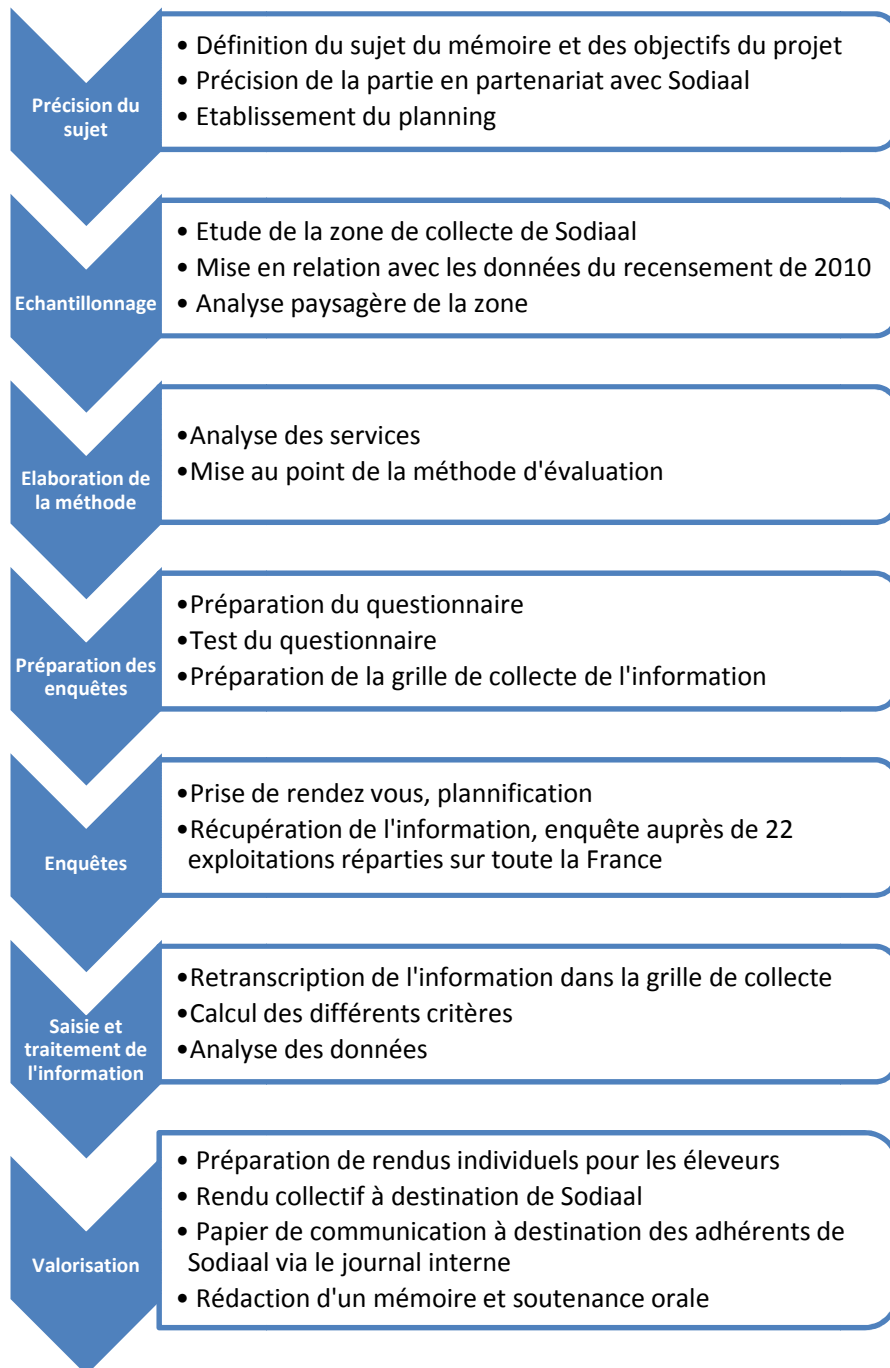 Précision du
sujet
• Définition du sujet du mémoire et des objectifs du projet
• Précision de la partie en partenariat avec Sodiaal
• Etablissement du planning
Echantillonnage
• Etude de la zone de collecte de Sodiaal
• Mise en relation avec les données du recensement de 2010
• Analyse paysagère de la zone
Elaboration de
la méthode
•Analyse des services
•Mise au point de la méthode d'évaluation
Préparation des
enquêtes
•Préparation du questionnaire
•Test du questionnaire
•Préparation de la grille de collecte de l'information
Enquêtes
•Prise de rendez vous, plannification
•Récupération de l'information, enquête auprès de 22
exploitations réparties sur toute la France
Saisie et
traitement de
l'information
•Retranscription de l'information dans la grille de collecte
•Calcul des différents critères
•Analyse des données
Valorisation
• Préparation de rendus individuels pour les éleveurs
• Rendu collectif à destination de Sodiaal
• Papier de communication à destination des adhérents de
Sodiaal via le journal interne
• Rédaction d'un mémoire et soutenance orale